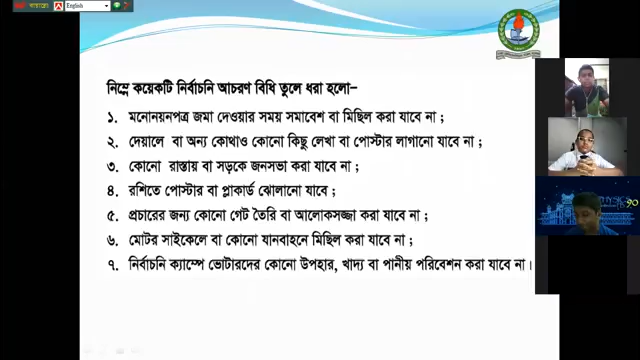 English
নিম্নে কয়েকটি নির্বাচনি আচরণ বিধি তুলে ধরা হলো-
১। মনোনয়নপত্র জমা দেওয়ার সময় সমাবেশ বা মিছিল করা যাবে না ;
২। দেয়ালে বা অন্য কোথাও কোনো কিছু লেখা বা পোস্টার লাগানো যাবে না ;
৩। কোনো রাস্তায় বা সড়কে জনসভা করা যাবে না ;
৪। রশিতে পোস্টার বা প্লাকার্ড ঝোলানো যাবে ;
৫। প্রচারের জন্য কোনো গেট তৈরি বা আলোকসজ্জা করা যাবে না ;
৬। মোটর সাইকেলে বা কোনো যানবাহনে মিছিল করা যাবে না ;
৭। নির্বাচনি ক্যাম্পে ভোটারদের কোনো উপহার, খাদ্য বা পানীয় পরিবেশন করা যাবে না।